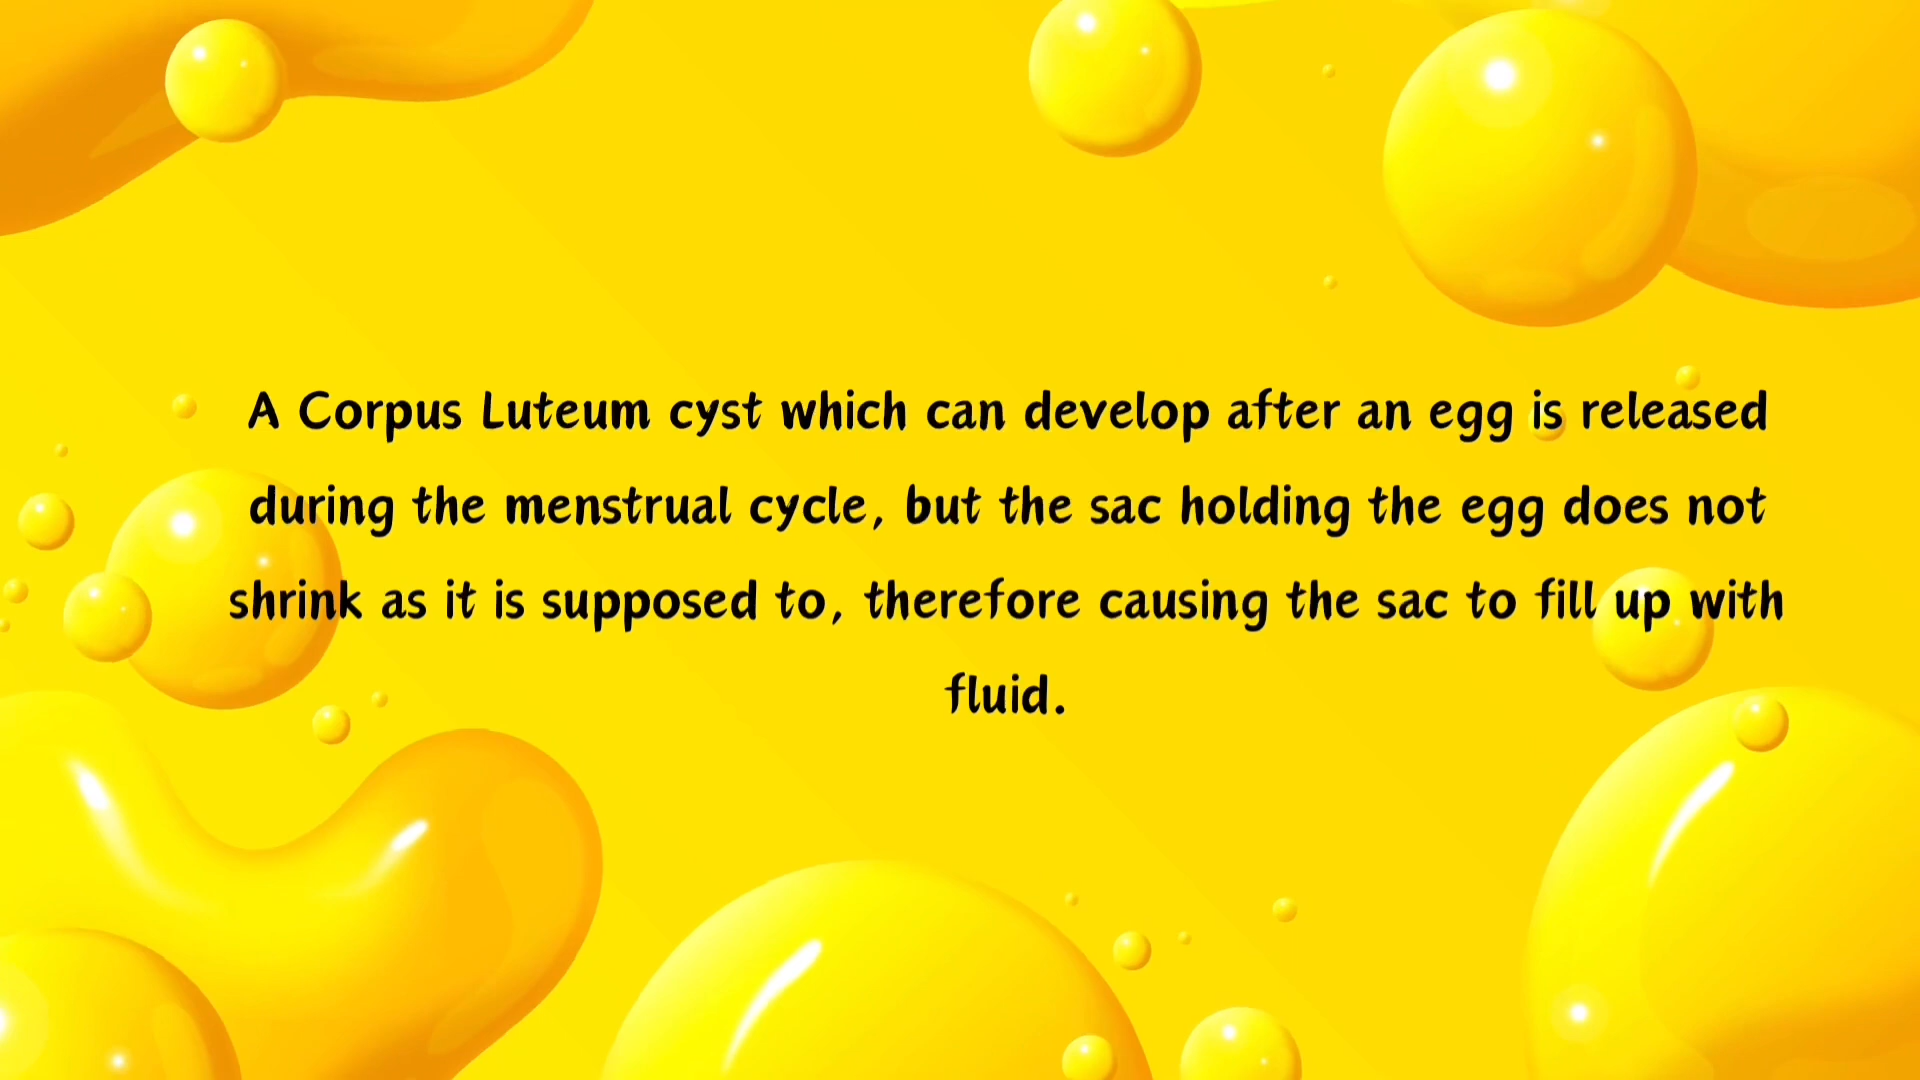 A Corpus Luteum cyst which can develop after an egg is released
during the menstrual cycle, but the sac holding the egg does not
shrink as it is supposed to, therefore causing the sac to fill up with
fluid.